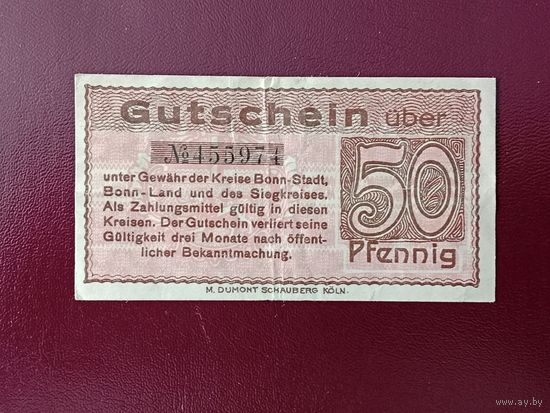 Gutschein über
№455974
50
Pfennig
unter Gewähr der Kreise Bonn-Stadt,
Bonn-Land und des Siegkreises.
Als Zahlungsmittel gültig in diesen
Kreisen. Der Gutschein verliert seine
Gültigkeit drei Monate nach öffent-
licher Bekanntmachung.
M. DUMONT SCHAUBERG KÖLN.
www.ay.by